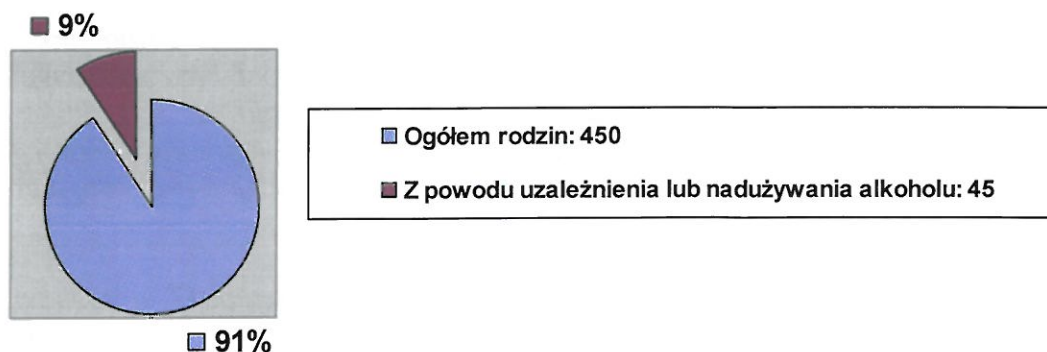 9%
Ogółem rodzin: 450
Z powodu uzależnienia lub nadużywania alkoholu: 45
91%